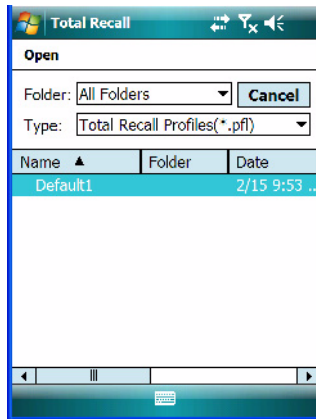 Total Recall
Open
Folder: All Folders Cancel
Type: Total Recall Profiles(*.pfl)
Name Folder Date
Default1 2/15 9:53 ..